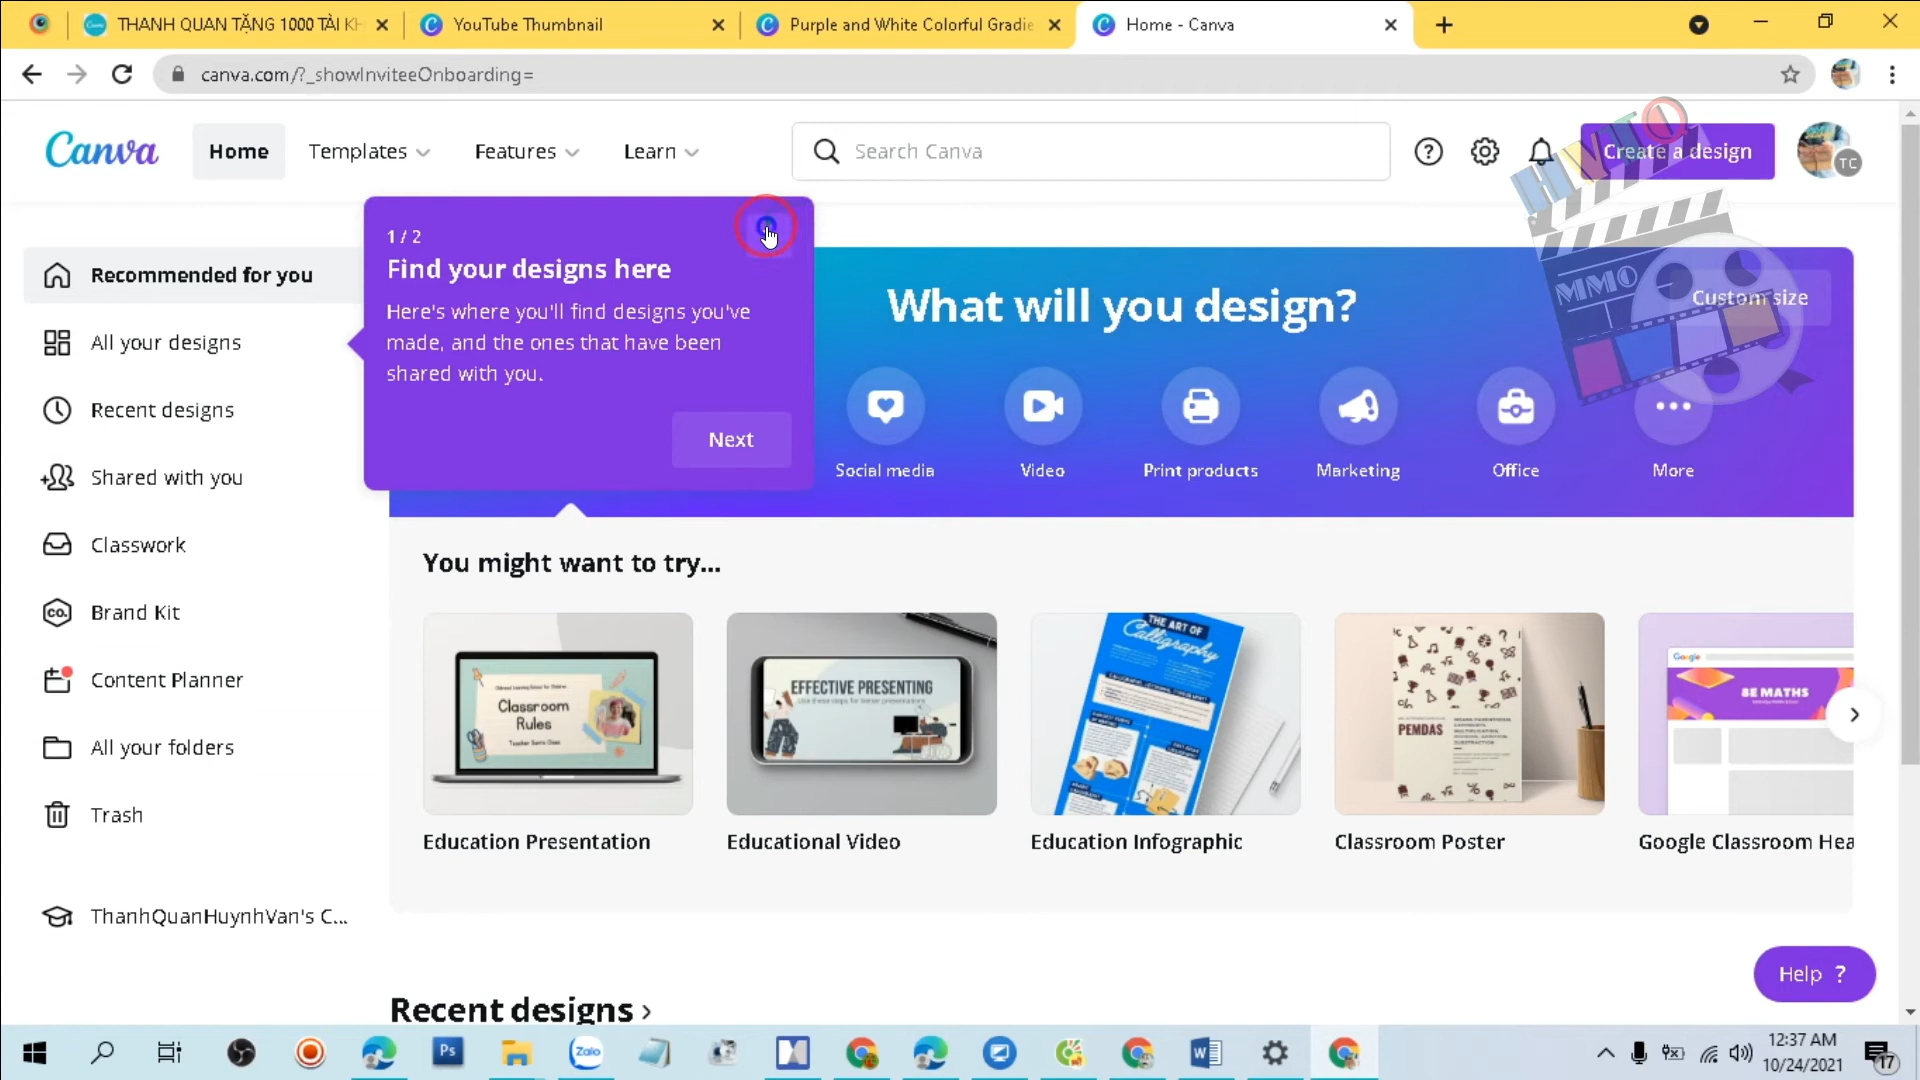 THANH QUAN TẶNG 1000 TÀI KH
YouTube Thumbnail
Purple and White Colorful Gradie
Home - Canva
canva.com/?_showInviteeOnboarding=
Canva
Home
Templates
Features
Learn
Search Canva
Create a design
TC
HVTQ
MMO
1 / 2
Find your designs here
Here's where you'll find designs you've
made, and the ones that have been
shared with you.
Next
Recommended for you
All your designs
Recent designs
Shared with you
Classwork
Brand Kit
Content Planner
All your folders
Trash
ThanhQuanHuynhVan's C...
What will you design?
Custom size
Social media
Video
Print products
Marketing
Office
More
You might want to try...
Classroom
Rules
EFFECTIVE PRESENTING
THE ART OF
Calligraphy
PEMDAS
Google
8E MATHS
Education Presentation
Educational Video
Education Infographic
Classroom Poster
Google Classroom Hea
Recent designs
Help ?
Ps
Zalo
12:37 AM
10/24/2021
17